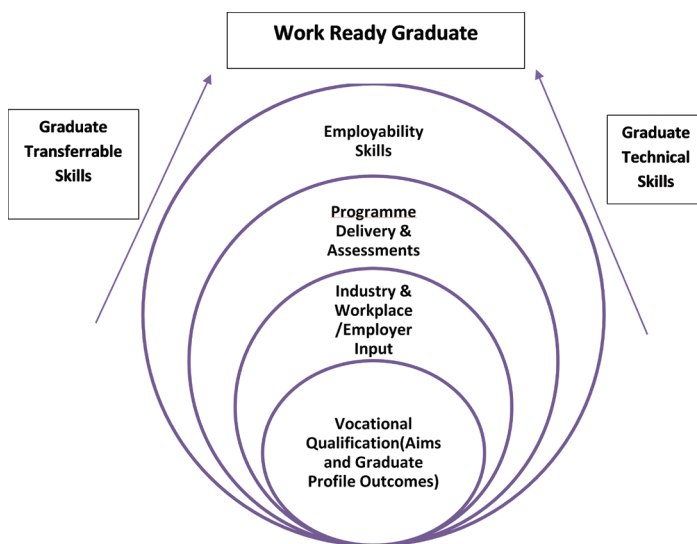 Work Ready Graduate
Graduate
Transferrable
Skills
Graduate
Technical
Skills
Employability
Skills
Programme
Delivery &
Assessments
Industry &
Workplace
/Employer
Input
Vocational
Qualification(Aims
and Graduate
Profile Outcomes)